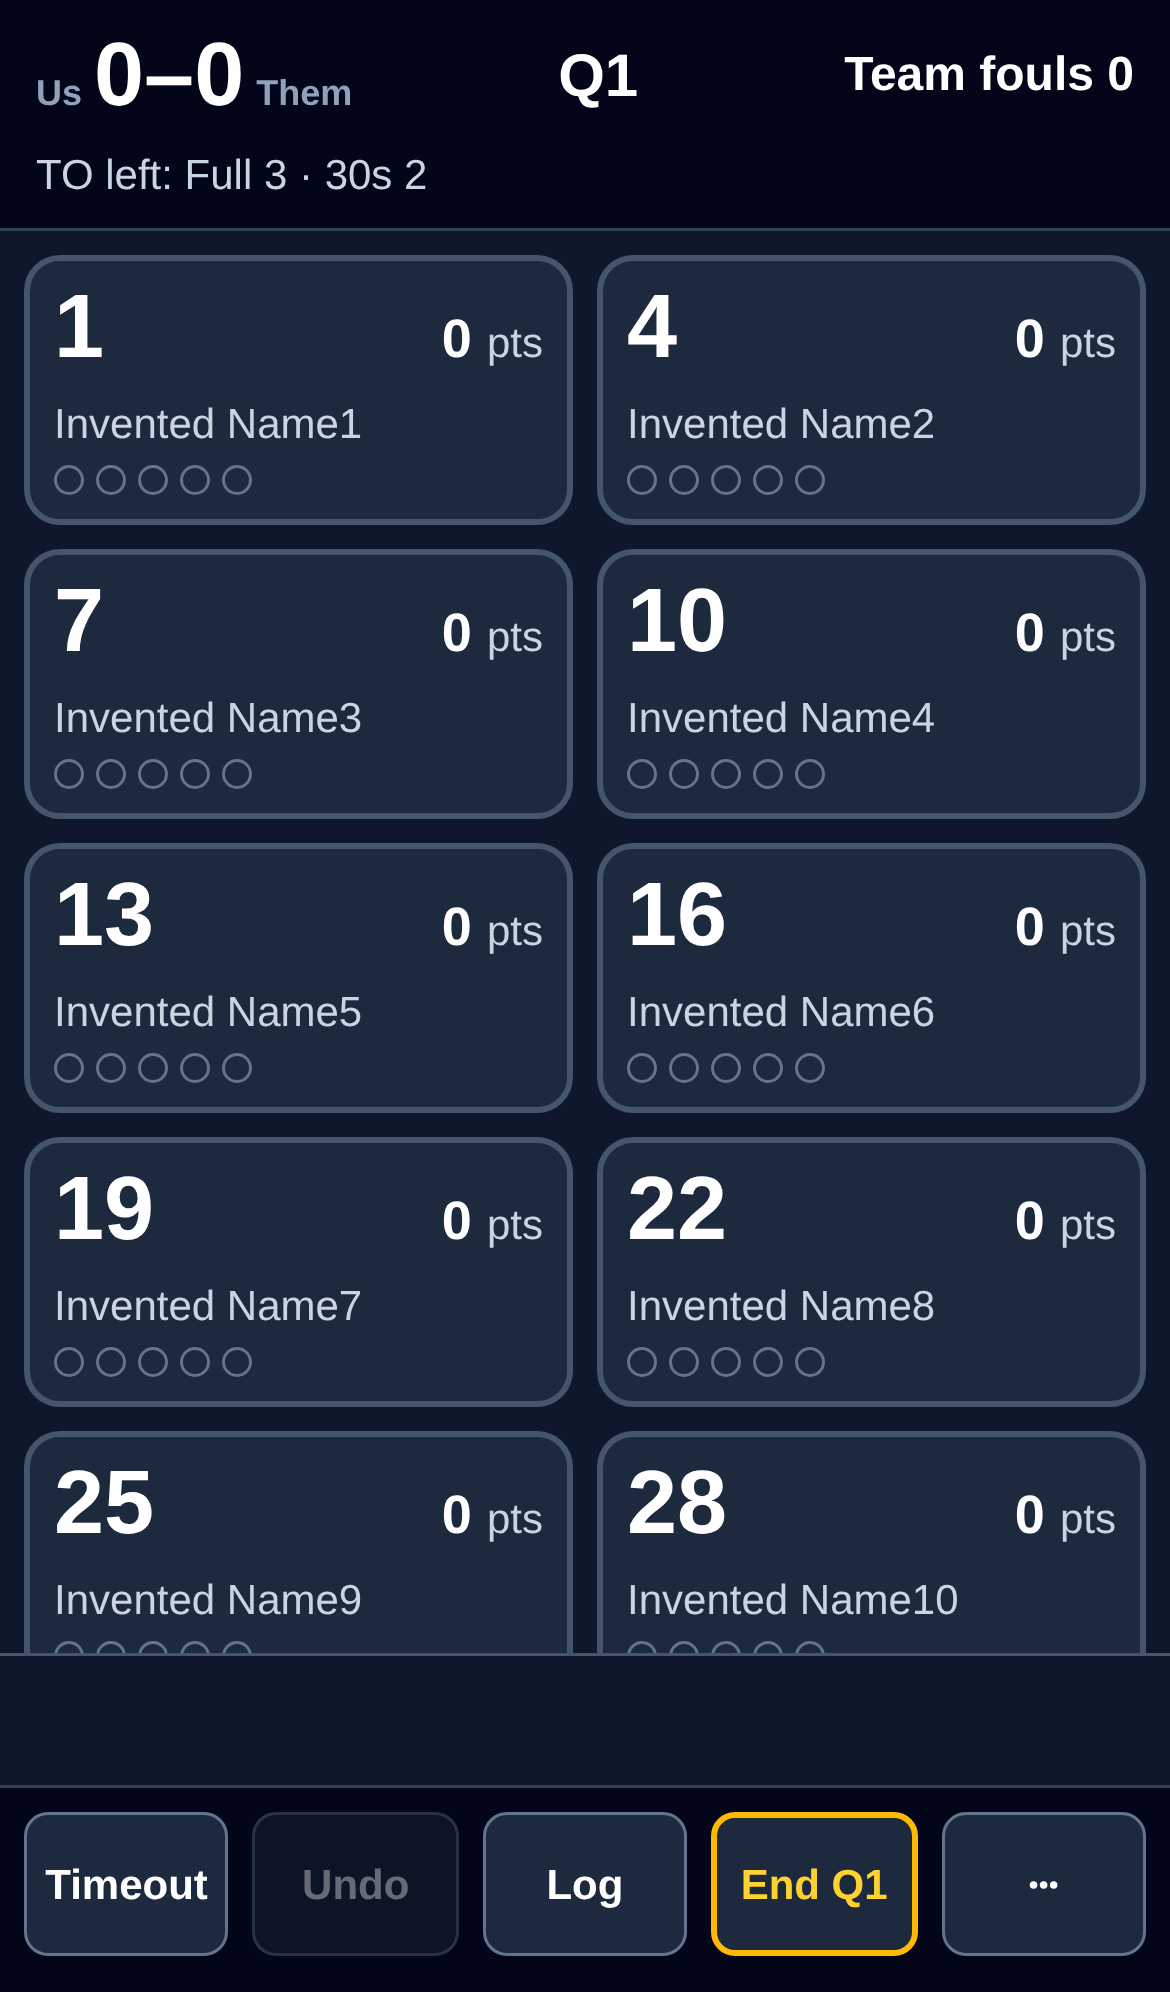 Us 0–0 Them
Q1
Team fouls 0
TO left: Full 3 · 30s 2
1 0 pts
Invented Name1
4 0 pts
Invented Name2
7 0 pts
Invented Name3
10 0 pts
Invented Name4
13 0 pts
Invented Name5
16 0 pts
Invented Name6
19 0 pts
Invented Name7
22 0 pts
Invented Name8
25 0 pts
Invented Name9
28 0 pts
Invented Name10
Timeout
Undo
Log
End Q1
···